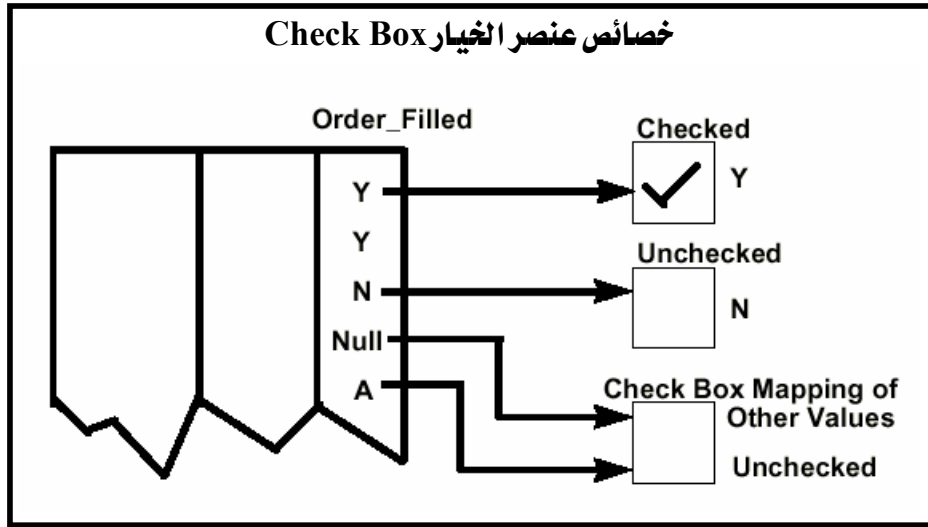 خصائص عنصر الخيار Check Box
Order_Filled
Checked
Y
Y
Y
Unchecked
N
N
Null
A
Check Box Mapping of
Other Values
Unchecked